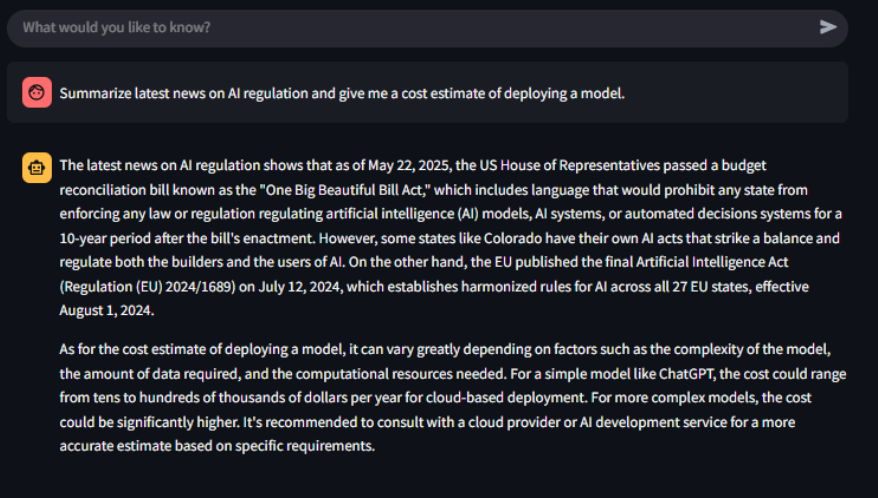 What would you like to know?
Summarize latest news on AI regulation and give me a cost estimate of deploying a model.
The latest news on AI regulation shows that as of May 22, 2025, the US House of Representatives passed a budget
reconciliation bill known as the "One Big Beautiful Bill Act," which includes language that would prohibit any state from
enforcing any law or regulation regulating artificial intelligence (AI) models, AI systems, or automated decisions systems for a
10-year period after the bill's enactment. However, some states like Colorado have their own AI acts that strike a balance and
regulate both the builders and the users of AI. On the other hand, the EU published the final Artificial Intelligence Act
(Regulation (EU) 2024/1689) on July 12, 2024, which establishes harmonized rules for AI across all 27 EU states, effective
August 1, 2024.
As for the cost estimate of deploying a model, it can vary greatly depending on factors such as the complexity of the model,
the amount of data required, and the computational resources needed. For a simple model like ChatGPT, the cost could range
from tens to hundreds of thousands of dollars per year for cloud-based deployment. For more complex models, the cost
could be significantly higher. It's recommended to consult with a cloud provider or AI development service for a more
accurate estimate based on specific requirements.